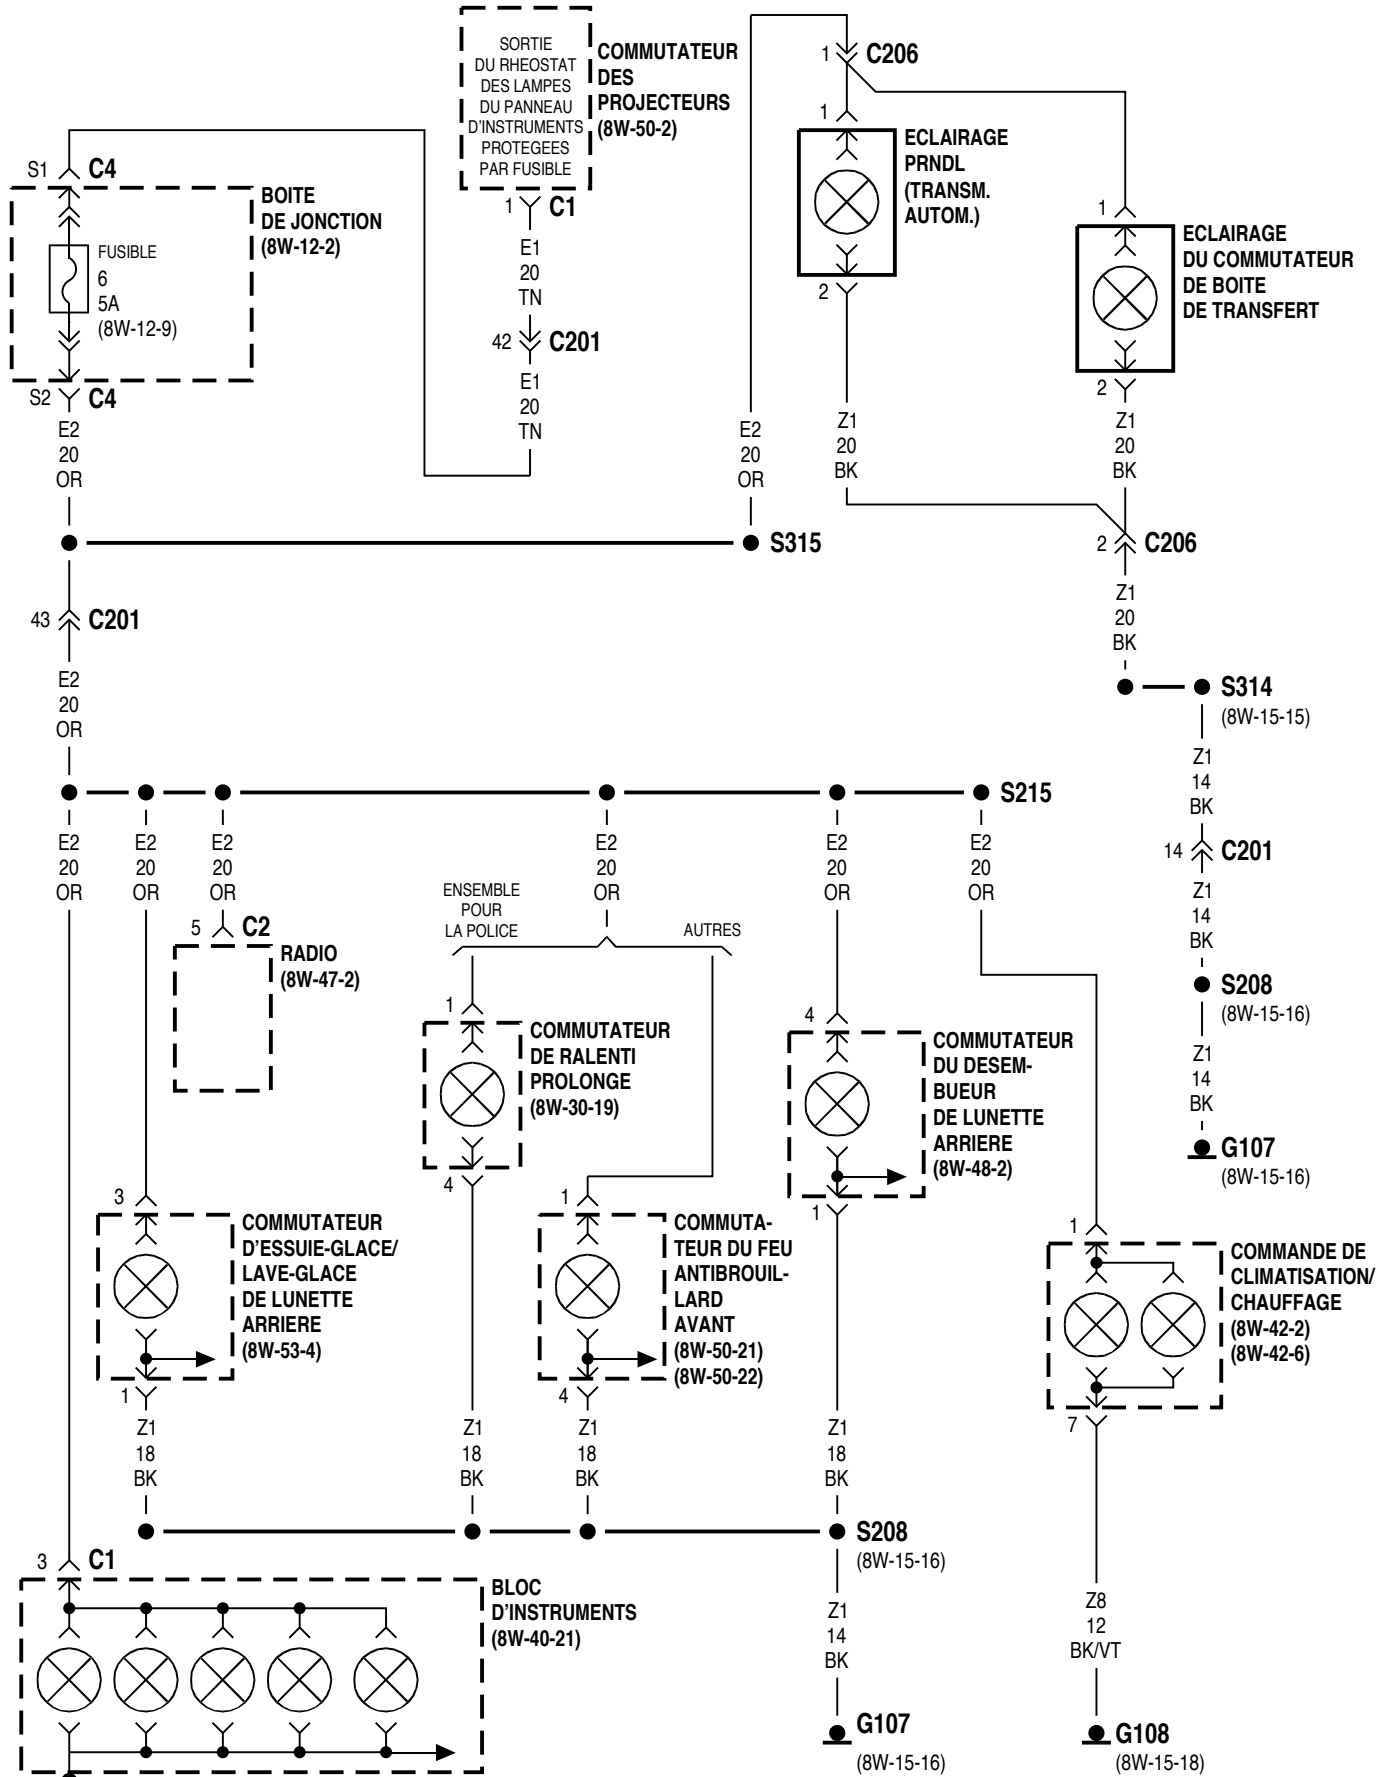 SORTIE
DU RHEOSTAT
DES LAMPES
DU PANNEAU
D'INSTRUMENTS
PROTEGEES
PAR FUSIBLE
COMMUTATEUR
DES
PROJECTEURS
(8W-50-2)
1 C1
E1
20
TN
42 C201
E1
20
TN
S1 C4
BOITE
DE JONCTION
(8W-12-2)
FUSIBLE
6
5A
(8W-12-9)
S2 C4
E2
20
OR
1 C206
1
ECLAIRAGE
PRNDL
(TRANSM.
AUTOM.)
2
1
ECLAIRAGE
DU COMMUTATEUR
DE BOITE
DE TRANSFERT
2
E2
20
OR
Z1
20
BK
Z1
20
BK
S315
2 C206
Z1
20
BK
43 C201
E2
20
OR
S314
(8W-15-15)
Z1
14
BK
14 C201
Z1
14
BK
S208
(8W-15-16)
Z1
14
BK
G107
(8W-15-16)
S215
E2
20
OR
E2
20
OR
E2
20
OR
E2
20
OR
E2
20
OR
E2
20
OR
5 C2
RADIO
(8W-47-2)
ENSEMBLE
POUR
LA POLICE
AUTRES
1
COMMUTATEUR
DE RALENTI
PROLONGE
(8W-30-19)
4
4
COMMUTATEUR
DU DESEM-
BUEUR
DE LUNETTE
ARRIERE
(8W-48-2)
1
3
COMMUTATEUR
D'ESSUIE-GLACE/
LAVE-GLACE
DE LUNETTE
ARRIERE
(8W-53-4)
1
1
COMMUTA-
TEUR DU FEU
ANTIBROUIL-
LARD
AVANT
(8W-50-21)
(8W-50-22)
4
1
COMMANDE DE
CLIMATISATION/
CHAUFFAGE
(8W-42-2)
(8W-42-6)
7
Z1
18
BK
Z1
18
BK
Z1
18
BK
Z1
18
BK
S208
(8W-15-16)
Z1
14
BK
G107
(8W-15-16)
Z8
12
BK/VT
G108
(8W-15-18)
3 C1
BLOC
D'INSTRUMENTS
(8W-40-21)